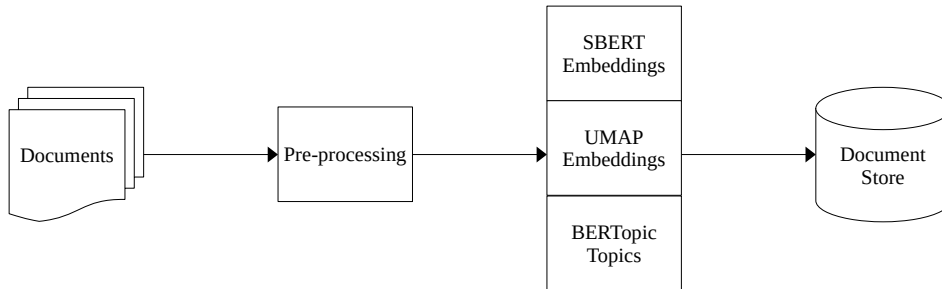 Documents
Pre-processing
SBERT
Embeddings
UMAP
Embeddings
BERTopic
Topics
Document
Store